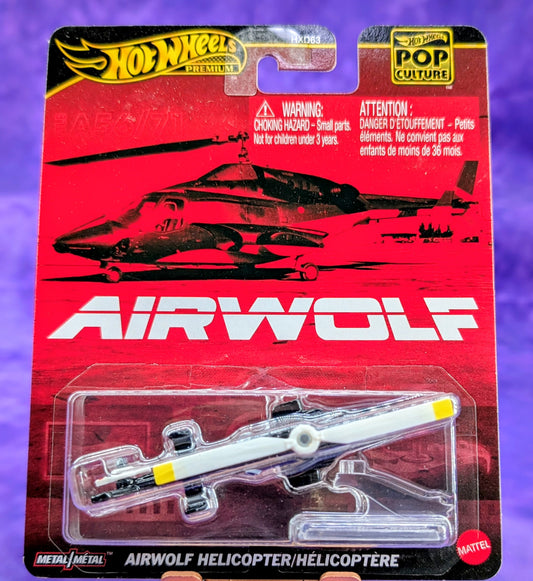 HOT WHEELS
PREMIUM
HXD63
HOT WHEELS
POP
CULTURE
™
WARNING:
CHOKING HAZARD – Small parts.
Not for children under 3 years.
ATTENTION :
DANGER D'ÉTOUFFEMENT – Petits
éléments. Ne convient pas aux
enfants de moins de 36 mois.
AIRWOLF
METAL/MÉTAL™
AIRWOLF HELICOPTER/HÉLICOPTÈRE
MATTEL